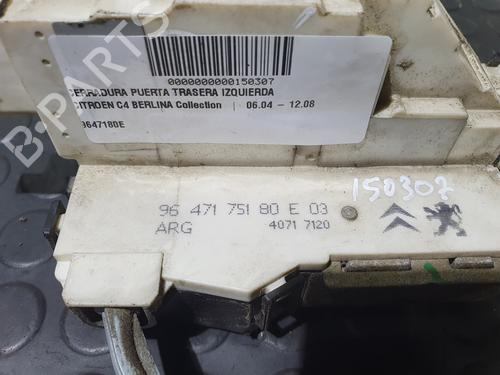 0000000000150307
CERRADURA PUERTA TRASERA IZQUIERDA
CITROEN C4 BERLINA Collection | 06.04 – 12.08
9647180E
150307
96 471 751 80 E 03
ARG 4071 7120
B-PARTS